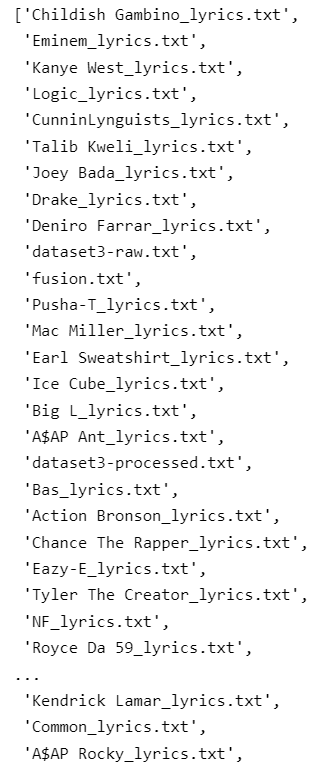 ['Childish Gambino_lyrics.txt',
'Eminem_lyrics.txt',
'Kanye West_lyrics.txt',
'Logic_lyrics.txt',
'CunninLynguists_lyrics.txt',
'Talib Kweli_lyrics.txt',
'Joey Bada_lyrics.txt',
'Drake_lyrics.txt',
'Deniro Farrar_lyrics.txt',
'dataset3-raw.txt',
'fusion.txt',
'Pusha-T_lyrics.txt',
'Mac Miller_lyrics.txt',
'Earl Sweatshirt_lyrics.txt',
'Ice Cube_lyrics.txt',
'Big L_lyrics.txt',
'A$AP Ant_lyrics.txt',
'dataset3-processed.txt',
'Bas_lyrics.txt',
'Action Bronson_lyrics.txt',
'Chance The Rapper_lyrics.txt',
'Eazy-E_lyrics.txt',
'Tyler The Creator_lyrics.txt',
'NF_lyrics.txt',
'Royce Da 59_lyrics.txt',
...
'Kendrick Lamar_lyrics.txt',
'Common_lyrics.txt',
'A$AP Rocky_lyrics.txt',